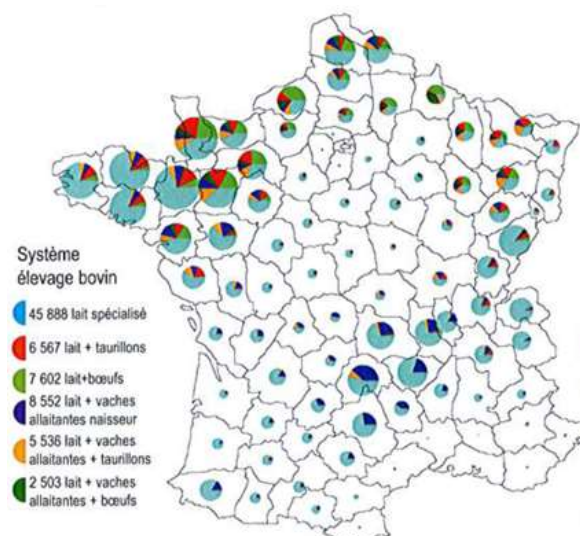 Système
élevage bovin
45 888 lait spécialisé
6 567 lait + taurillons
7 602 lait+bœufs
8 552 lait + vaches
allaitantes naisseur
5 536 lait + vaches
allaitantes + taurillons
2 503 lait + vaches
allaitantes + bœufs